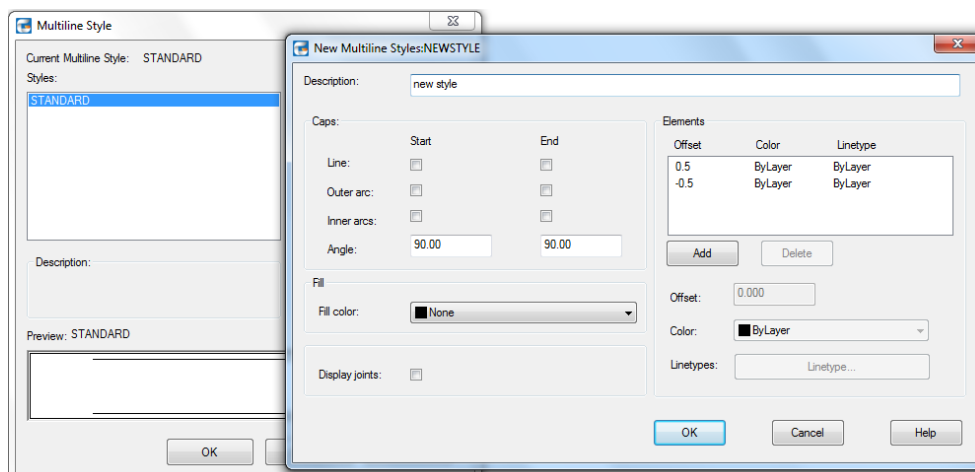 Multiline Style
Current Multiline Style: STANDARD
Styles:
STANDARD
Description:
Preview: STANDARD
OK
New Multiline Styles:NEWSTYLE
Description: new style
Caps:
Start End
Line:
Outer arc:
Inner arcs:
Angle: 90.00 90.00
Fill
Fill color: None
Display joints:
Elements
Offset Color Linetype
0.5 ByLayer ByLayer
-0.5 ByLayer ByLayer
Add Delete
Offset: 0.000
Color: ByLayer
Linetypes: Linetype...
OK Cancel Help